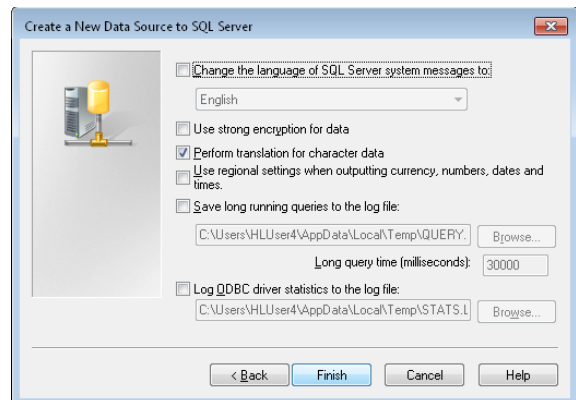 Create a New Data Source to SQL Server
Change the language of SQL Server system messages to:
English
Use strong encryption for data
Perform translation for character data
Use regional settings when outputting currency, numbers, dates and
times.
Save long running queries to the log file:
C:\Users\HLUser4\AppData\Local\Temp\QUERY.
Browse...
Long query time (milliseconds):
30000
Log ODBC driver statistics to the log file:
C:\Users\HLUser4\AppData\Local\Temp\STATS.L
Browse...
< Back
Finish
Cancel
Help